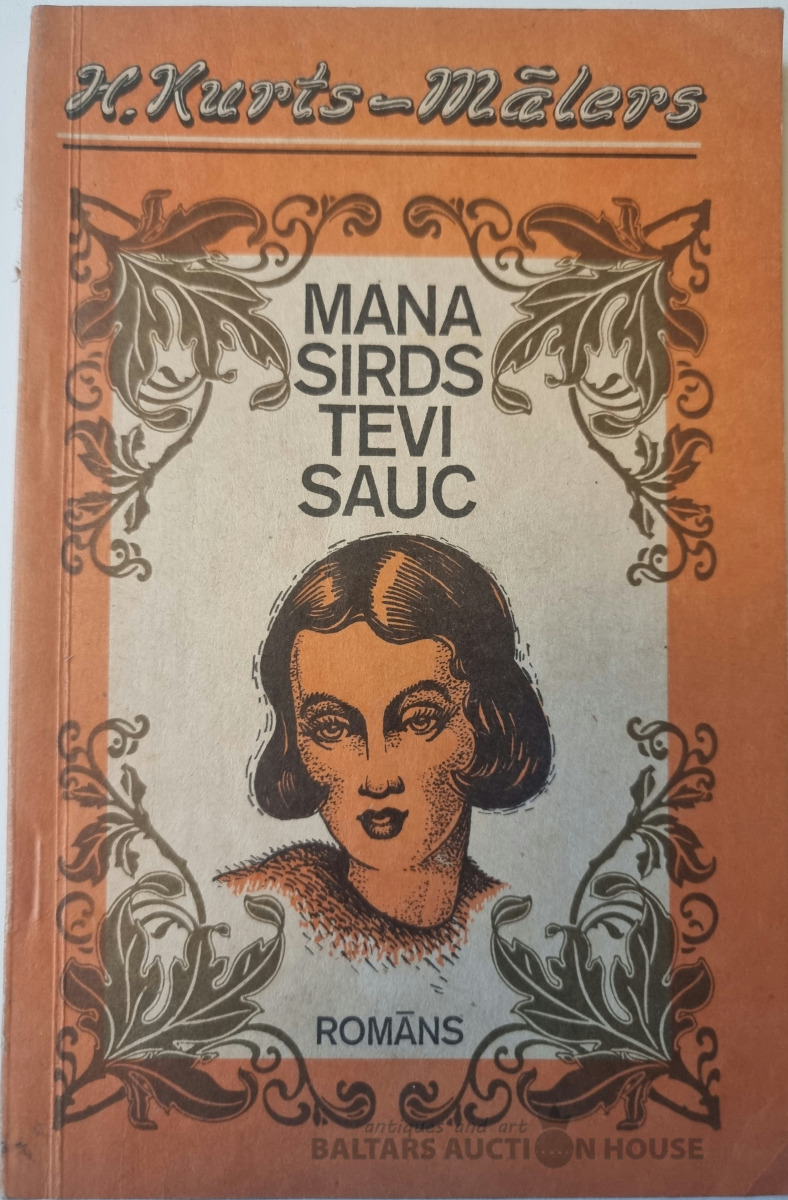 H. Kurts-Mālers
MANA
SIRDS
TEVI
SAUC
ROMĀNS
antiques and art
BALTARS AUCTION HOUSE